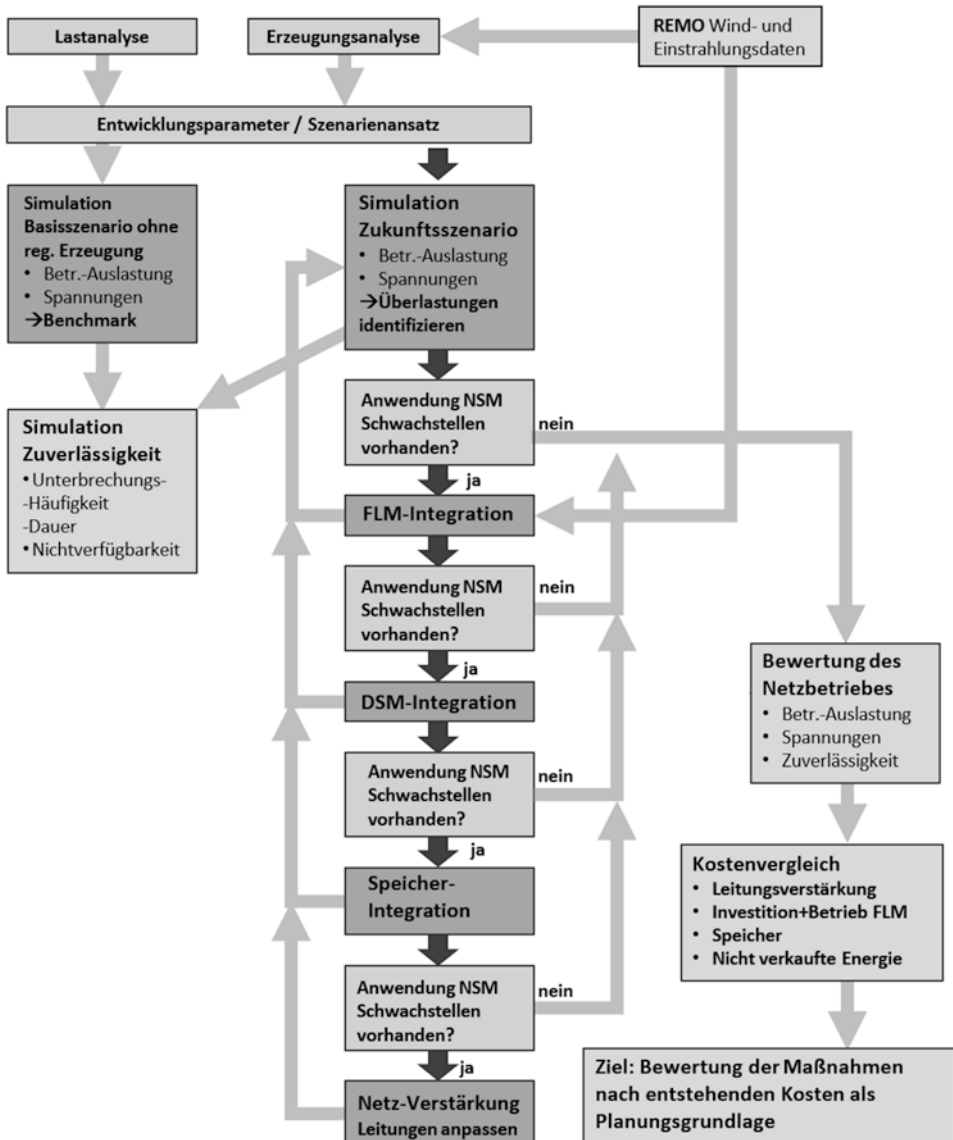 Lastanalyse
Erzeugungsanalyse
REMO Wind- und
Einstrahlungsdaten
Entwicklungsparameter / Szenarienansatz
Simulation
Basisszenario ohne
reg. Erzeugung
• Betr.-Auslastung
• Spannungen
→Benchmark
Simulation
Zukunftsszenario
• Betr.-Auslastung
• Spannungen
→Überlastungen
identifizieren
Simulation
Zuverlässigkeit
•Unterbrechungs-
-Häufigkeit
-Dauer
•Nichtverfügbarkeit
Anwendung NSM
Schwachstellen
vorhanden?
nein
ja
FLM-Integration
Anwendung NSM
Schwachstellen
vorhanden?
nein
ja
DSM-Integration
Anwendung NSM
Schwachstellen
vorhanden?
nein
ja
Speicher-
Integration
Anwendung NSM
Schwachstellen
vorhanden?
nein
ja
Netz-Verstärkung
Leitungen anpassen
Bewertung des
Netzbetriebes
• Betr.-Auslastung
• Spannungen
• Zuverlässigkeit
Kostenvergleich
• Leitungsverstärkung
• Investition+Betrieb FLM
• Speicher
• Nicht verkaufte Energie
Ziel: Bewertung der Maßnahmen
nach entstehenden Kosten als
Planungsgrundlage